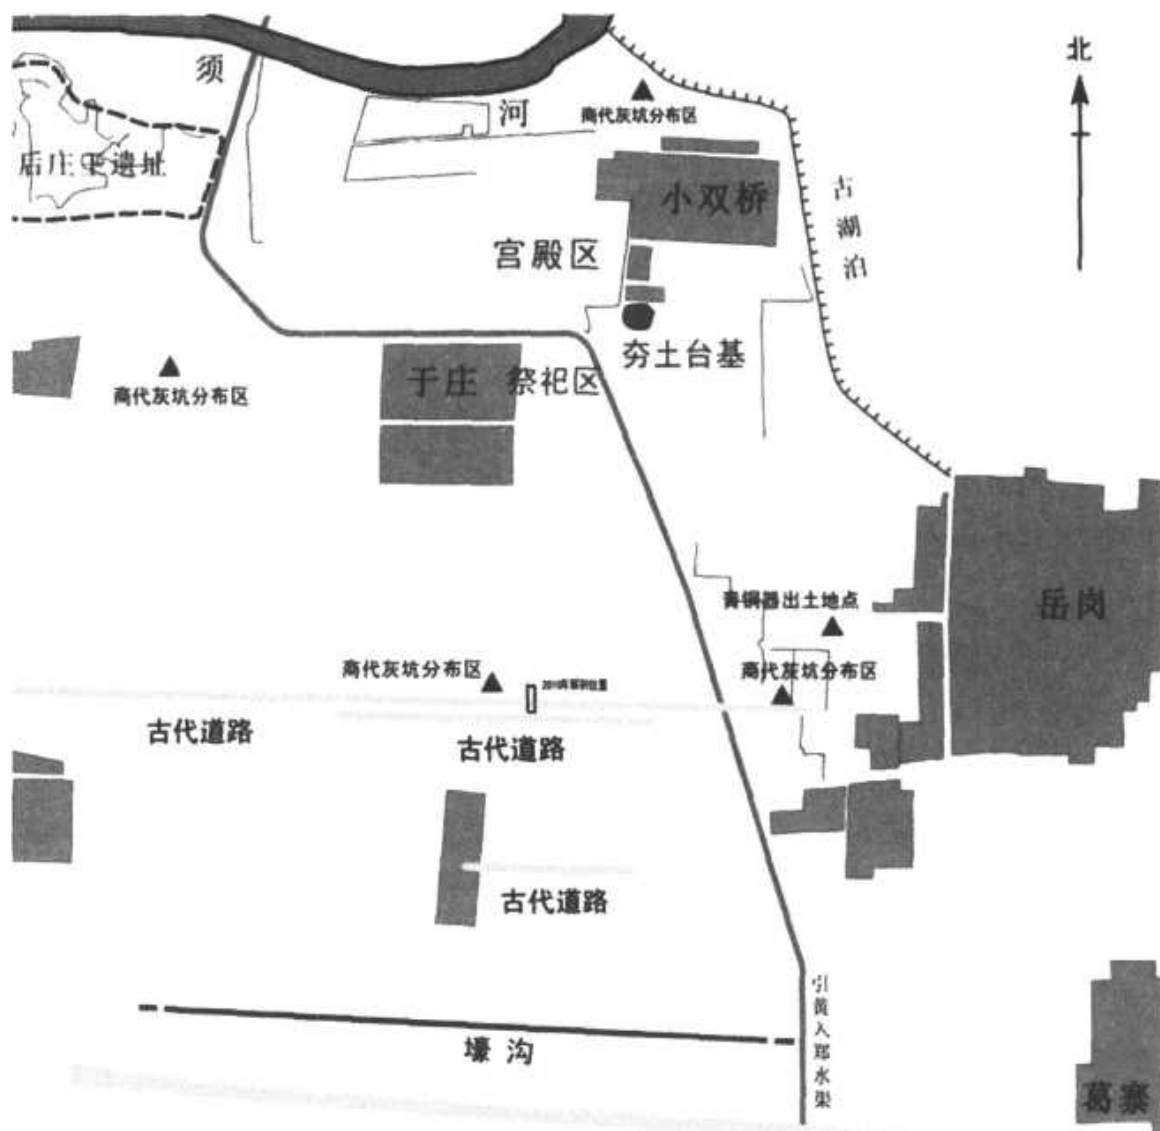 北
须
河
商代灰坑分布区
后庄王遗址
小双桥
古湖泊
宫殿区
夯土台基
于庄
祭祀区
商代灰坑分布区
岳岗
青铜器出土地点
商代灰坑分布区
商代灰坑分布区
古代道路
古代道路
古代道路
引黄入郑水渠
壕沟
葛寨